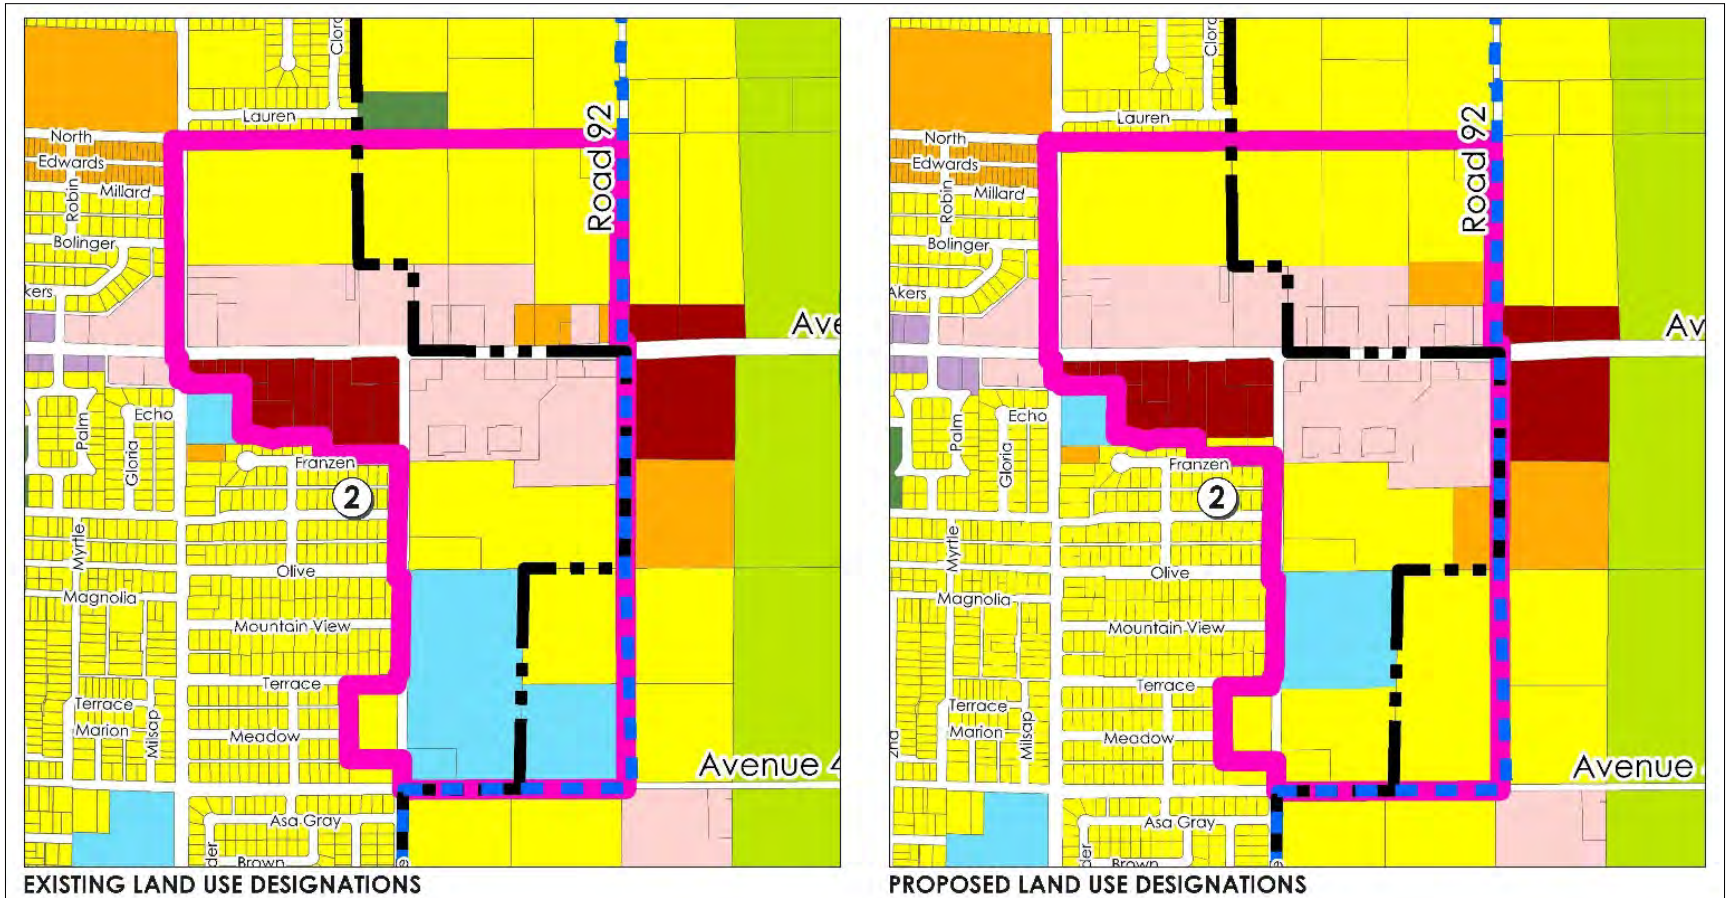 Lauren
Road 92
North
Edwards
Robin
Millard
Bolinger
Echo
Palm
Gloria
Franzen
2
Myrtle
Olive
Magnolia
Mountain View
Terrace
Terrace
Marion
Milsap
Meadow
Avenue 4
Asa Gray
Brown
EXISTING LAND USE DESIGNATIONS
Lauren
Road 92
North
Edwards
Robin
Millard
Bolinger
Akers
Echo
Palm
Gloria
Franzen
2
Myrtle
Olive
Magnolia
Mountain View
Terrace
Terrace
Marion
Milsap
Meadow
2nd
Avenue
Asa Gray
Brown
PROPOSED LAND USE DESIGNATIONS